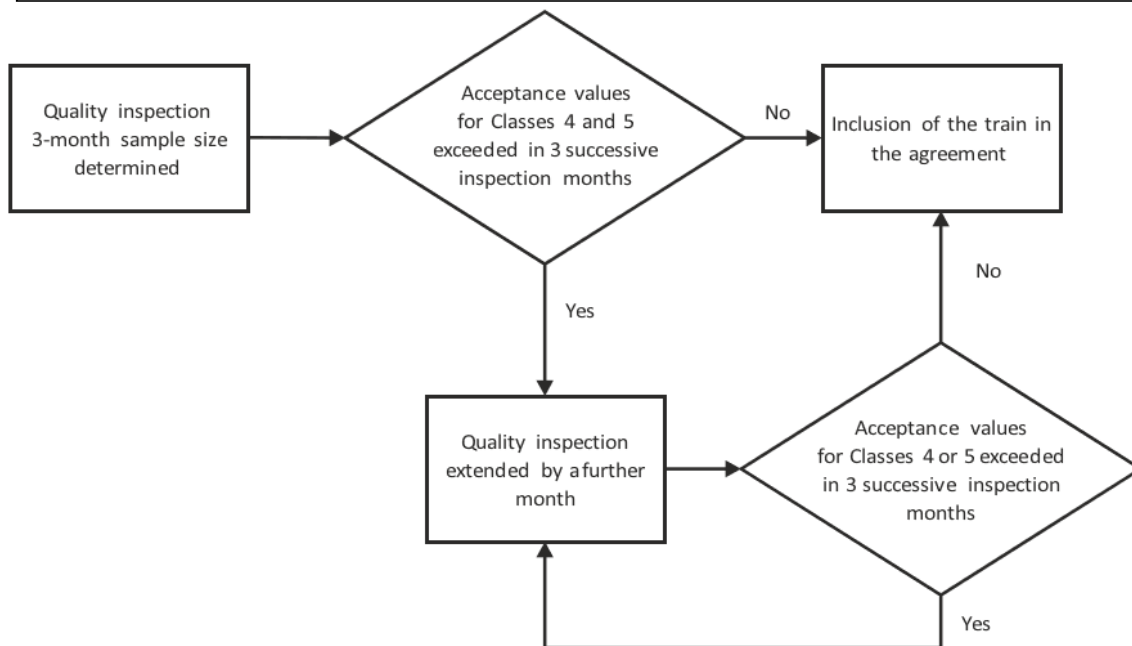 Quality inspection
3-month sample size
determined
Acceptance values
for Classes 4 and 5
exceeded in 3 successive
inspection months
No
Inclusion of the train in
the agreement
Yes
No
Quality inspection
extended by a further
month
Acceptance values
for Classes 4 or 5 exceeded
in 3 successive inspection
months
Yes